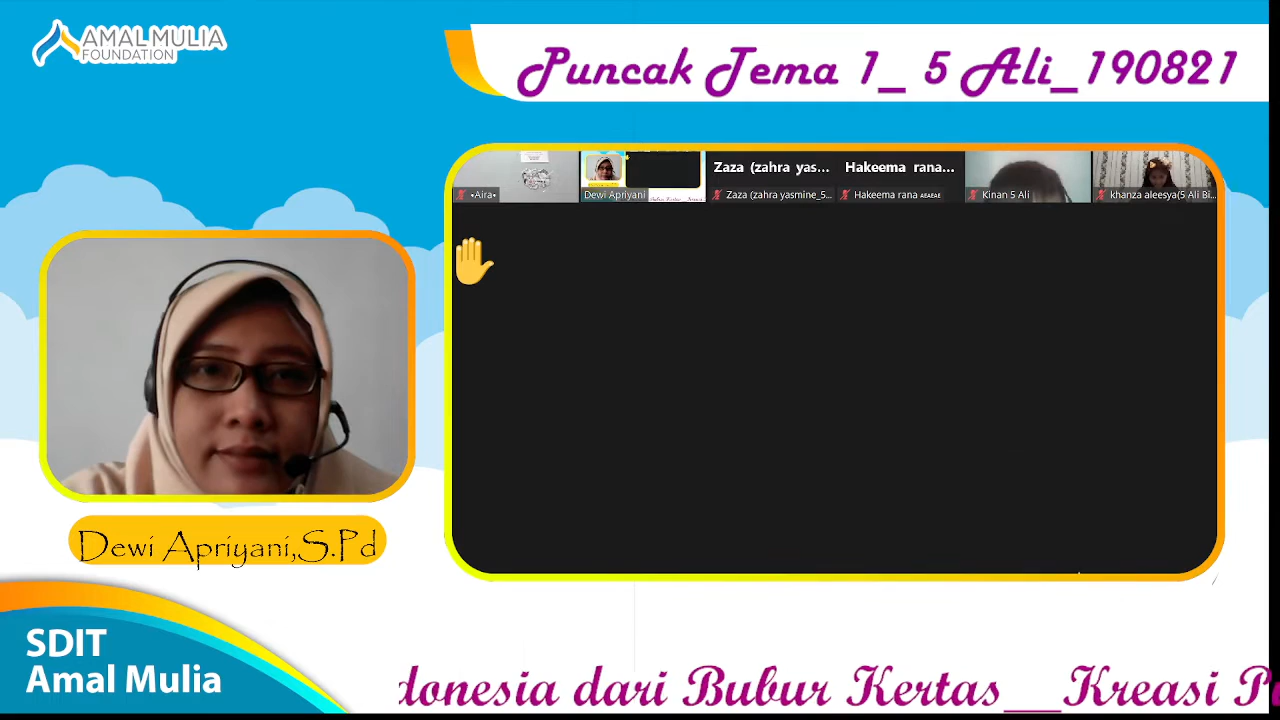 AMAL MULIA
FOUNDATION
Puncak Tema 1_ 5 Ali_190821
Zaza (zahra yas...
Hakeema rana...
•Aira•
Dewi Apriyani
Zaza (zahra yasmine_5...
Hakeema rana ABAEAE
Kinan 5 Ali
khanza aleesya(5 Ali Bi...
Dewi Apriyani,S.Pd
SDIT
Amal Mulia
donesia dari Bubur Kertas__Kreasi P